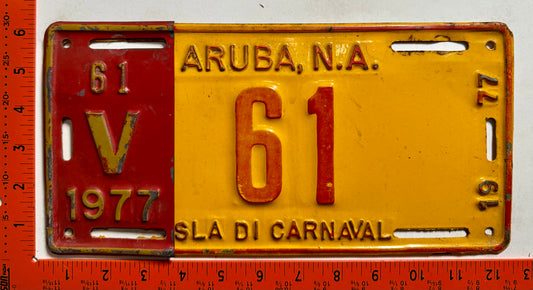 61
V
1977
ARUBA, N.A.
61
SLA DI CARNAVAL
19 77